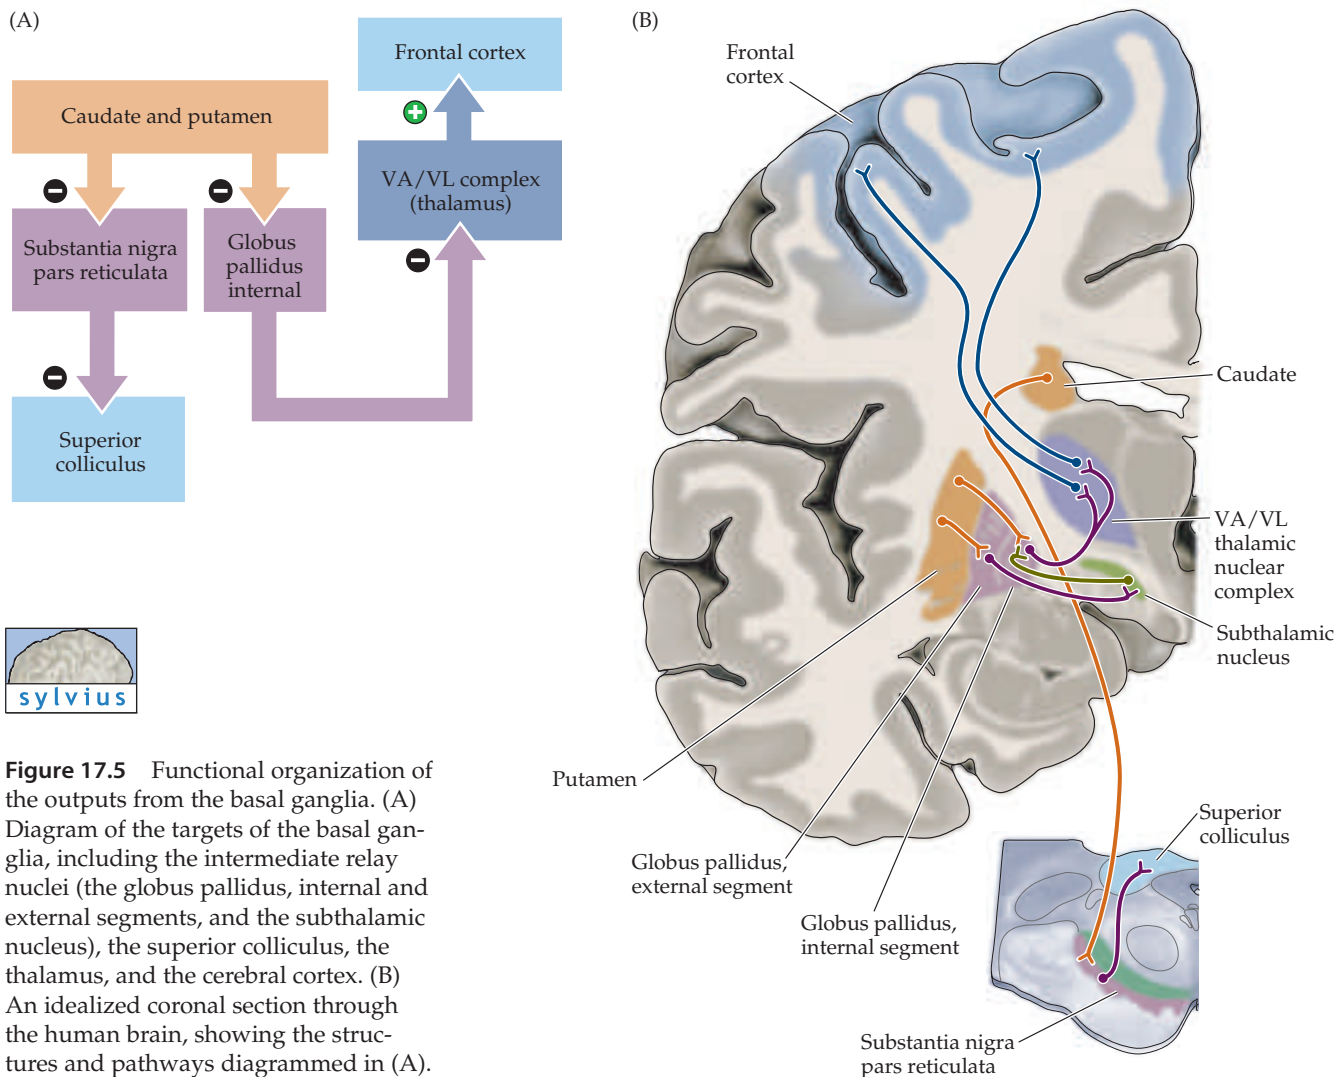 (A)
Frontal cortex
Caudate and putamen
VA/VL complex
(thalamus)
Substantia nigra
pars reticulata
Globus
pallidus
internal
Superior
colliculus
sylvius
Figure 17.5 Functional organization of
the outputs from the basal ganglia. (A)
Diagram of the targets of the basal gan-
glia, including the intermediate relay
nuclei (the globus pallidus, internal and
external segments, and the subthalamic
nucleus), the superior colliculus, the
thalamus, and the cerebral cortex. (B)
An idealized coronal section through
the human brain, showing the struc-
tures and pathways diagrammed in (A).
(B)
Frontal
cortex
Caudate
VA/VL
thalamic
nuclear
complex
Subthalamic
nucleus
Putamen
Globus pallidus,
external segment
Globus pallidus,
internal segment
Superior
colliculus
Substantia nigra
pars reticulata